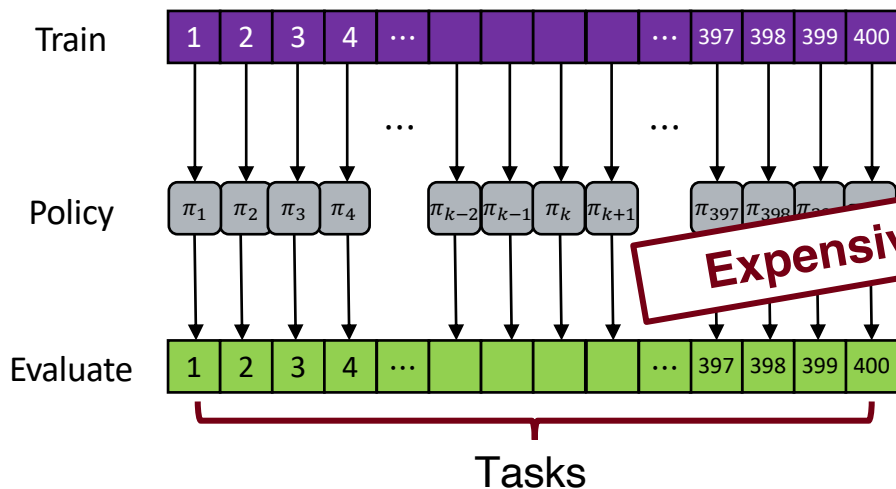 Train 1 2 3 4 ... ... 397 398 399 400
... ...
Policy π₁ π₂ π₃ π₄ πₖ₋₂ πₖ₋₁ πₖ πₖ₊₁ π₃₉₇ π₃₉₈
Expensiv
Evaluate 1 2 3 4 ... ... 397 398 399 400
Tasks